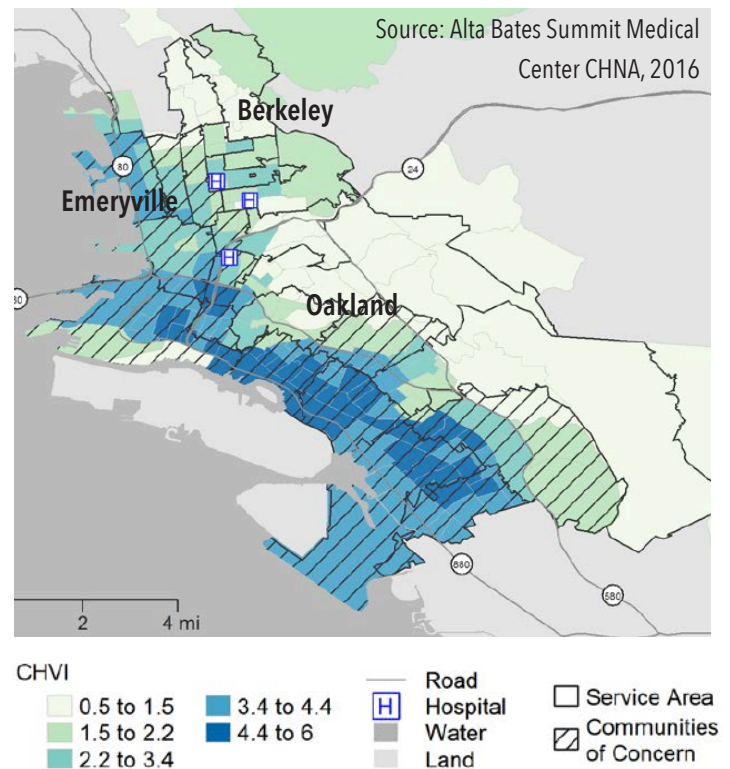 Source: Alta Bates Summit Medical
Center CHNA, 2016
Berkeley
80
24
Emeryville
H
H
H
80
Oakland
880
580
2
4 mi
CHVI
0.5 to 1.5
1.5 to 2.2
2.2 to 3.4
3.4 to 4.4
4.4 to 6
Road
H
Hospital
Water
Land
Service Area
Communities
of Concern